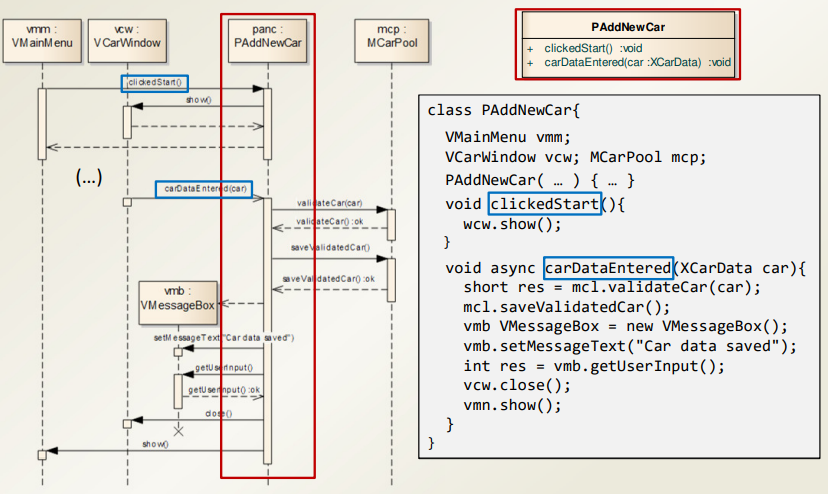 vmm :
VMainMenu
vcw :
VCarWindow
panc :
PAddNewCar
mcp :
MCarPool
clickedStart()
show()
(...)
carDataEntered(car)
validateCar(car)
validateCar() :ok
saveValidatedCar()
saveValidatedCar() :ok
vmb :
VMessageBox
setMessageText("Car data saved")
getUserInput()
getUserInput() :ok
close()
show()
PAddNewCar
+ clickedStart() :void
+ carDataEntered(car :XCarData) :void
class PAddNewCar{
VMainMenu vmm;
VCarWindow vcw; MCarPool mcp;
PAddNewCar( … ) { … }
void clickedStart(){
wcw.show();
}
void async carDataEntered(XCarData car){
short res = mcl.validateCar(car);
mcl.saveValidatedCar();
vmb VMessageBox = new VMessageBox();
vmb.setMessageText("Car data saved");
int res = vmb.getUserInput();
vcw.close();
vmn.show();
}
}